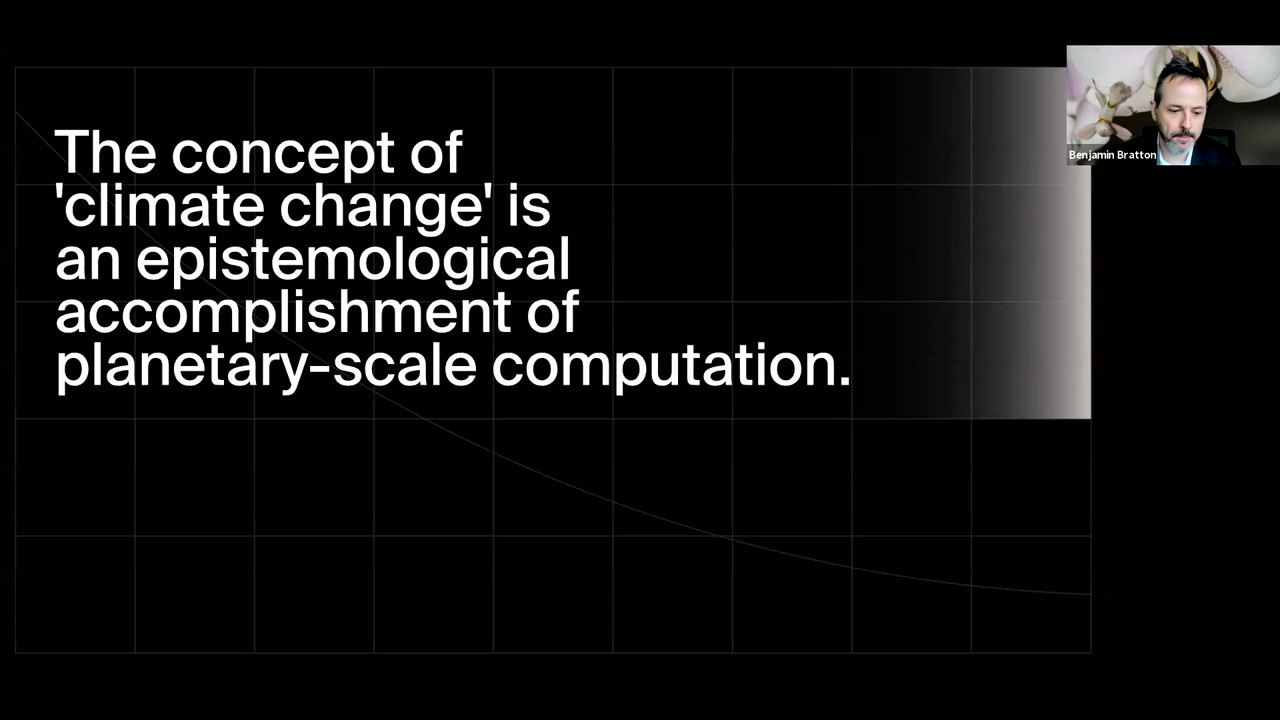 The concept of
'climate change' is
an epistemological
accomplishment of
planetary-scale computation.
Benjamin Bratton